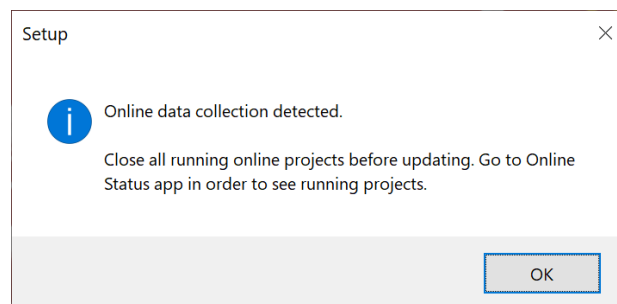 Setup
Online data collection detected.
Close all running online projects before updating. Go to Online
Status app in order to see running projects.
OK